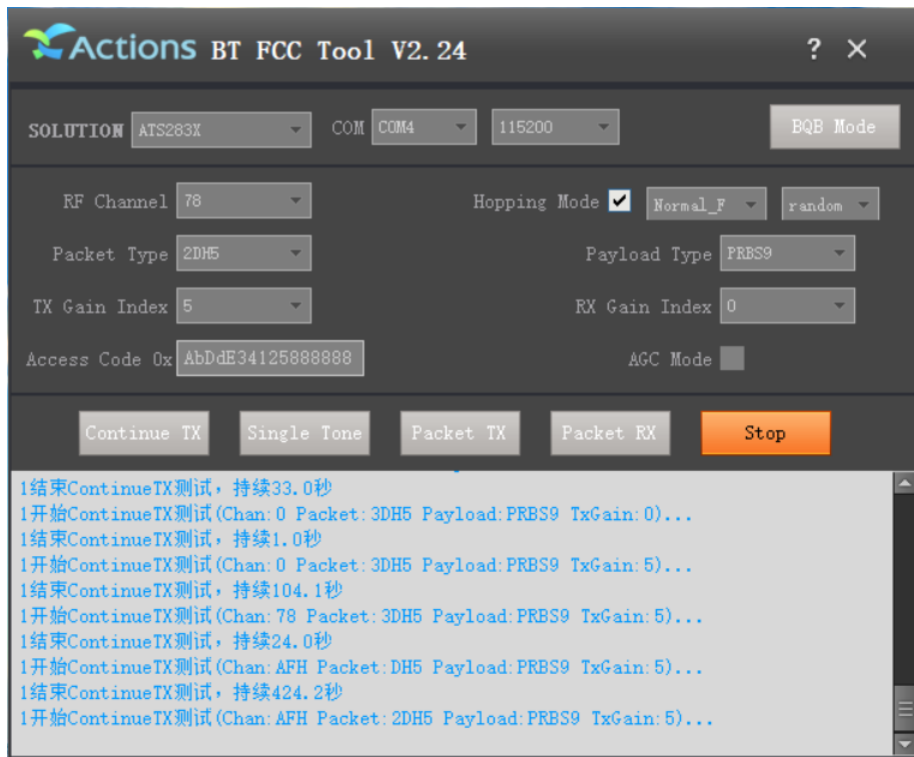 Actions BT FCC Tool V2.24 ? ×
SOLUTION ATS283X COM COM4 115200 BQB Mode
RF Channel 78 Hopping Mode Normal_F random
Packet Type 2DH5 Payload Type PRBS9
TX Gain Index 5 RX Gain Index 0
Access Code 0x AbDdE34125888888 AGC Mode
Continue TX Single Tone Packet TX Packet RX Stop
1结束ContinueTX测试，持续33.0秒
1开始ContinueTX测试(Chan:0 Packet:3DH5 Payload:PRBS9 TxGain:0)...
1结束ContinueTX测试，持续1.0秒
1开始ContinueTX测试(Chan:0 Packet:3DH5 Payload:PRBS9 TxGain:5)...
1结束ContinueTX测试，持续104.1秒
1开始ContinueTX测试(Chan:78 Packet:3DH5 Payload:PRBS9 TxGain:5)...
1结束ContinueTX测试，持续24.0秒
1开始ContinueTX测试(Chan:AFH Packet:DH5 Payload:PRBS9 TxGain:5)...
1结束ContinueTX测试，持续424.2秒
1开始ContinueTX测试(Chan:AFH Packet:2DH5 Payload:PRBS9 TxGain:5)...